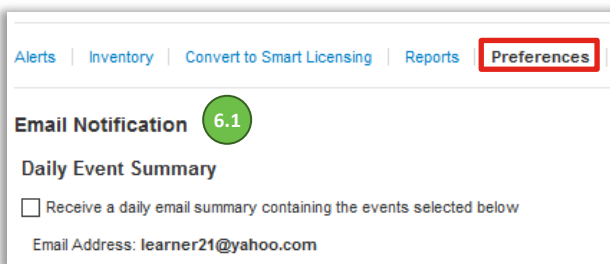 Alerts | Inventory | Convert to Smart Licensing | Reports | Preferences |
Email Notification 6.1
Daily Event Summary
Receive a daily email summary containing the events selected below
Email Address: learner21@yahoo.com